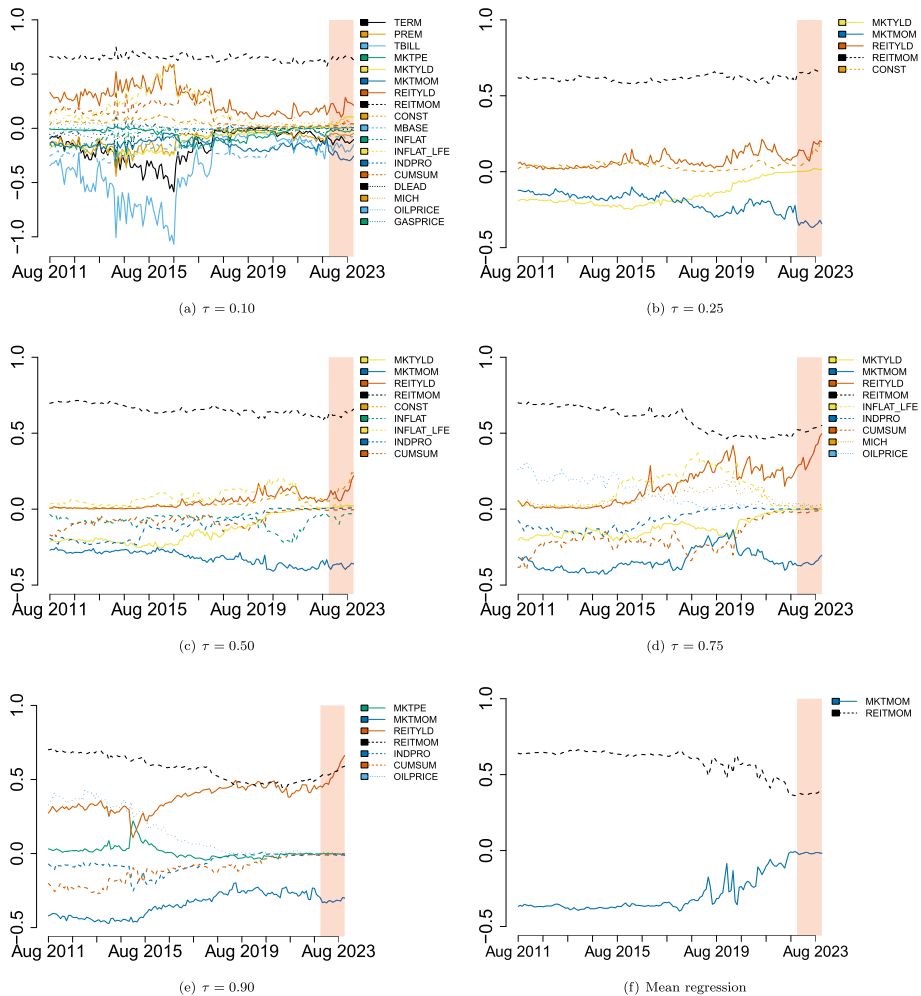 1.0
0.5
0.0
−0.5
−1.0
Aug 2011
Aug 2015
Aug 2019
Aug 2023
TERM
PREM
TBILL
MKTPE
MKTYLD
MKTMOM
REITYLD
REITMOM
CONST
MBASE
INFLAT
INFLAT_LFE
INDPRO
CUMSUM
DLEAD
MICH
OILPRICE
GASPRICE
(a) τ = 0.10
1.0
0.5
0.0
−0.5
Aug 2011
Aug 2015
Aug 2019
Aug 2023
MKTYLD
MKTMOM
REITYLD
REITMOM
CONST
(b) τ = 0.25
1.0
0.5
0.0
−0.5
Aug 2011
Aug 2015
Aug 2019
Aug 2023
MKTYLD
MKTMOM
REITYLD
REITMOM
CONST
INFLAT
INFLAT_LFE
INDPRO
CUMSUM
(c) τ = 0.50
1.0
0.5
0.0
−0.5
Aug 2011
Aug 2015
Aug 2019
Aug 2023
MKTYLD
MKTMOM
REITYLD
REITMOM
INFLAT_LFE
INDPRO
CUMSUM
MICH
OILPRICE
(d) τ = 0.75
1.0
0.5
0.0
−0.5
Aug 2011
Aug 2015
Aug 2019
Aug 2023
MKTPE
MKTMOM
REITYLD
REITMOM
INDPRO
CUMSUM
OILPRICE
(e) τ = 0.90
1.0
0.5
0.0
−0.5
Aug 2011
Aug 2015
Aug 2019
Aug 2023
MKTMOM
REITMOM
(f) Mean regression